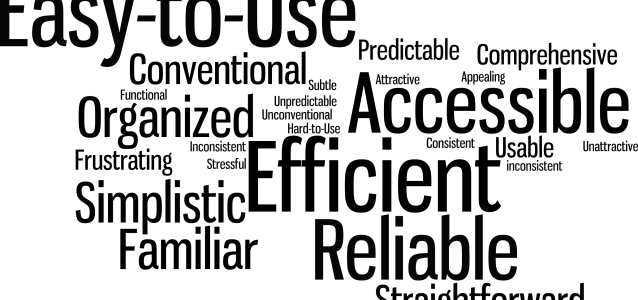 Easy-to-Use
Predictable
Comprehensive
Conventional
Attractive
Appealing
Subtle
Accessible
Functional
Organized
Unpredictable
Unconventional
Hard-to-Use
Inconsistent
Efficient
Consistent
Usable
Unattractive
Frustrating
Stressful
inconsistent
Simplistic
Familiar
Reliable
Straightforward